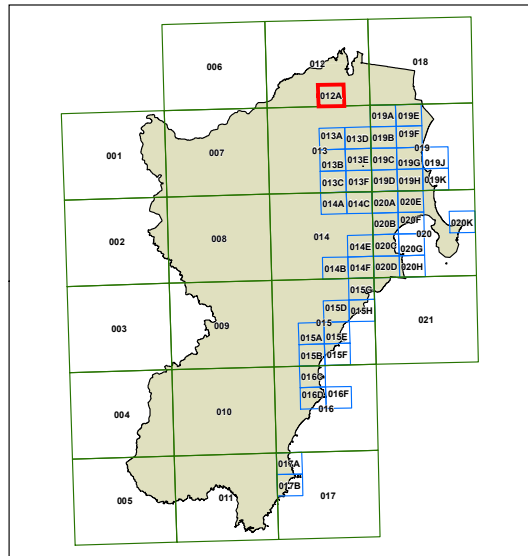 006 012 018
012A
019A 019E
001 007 013A 013D 019B 019F
013 019
013B 013E 019C 019G 019J
013C 013F 019D 019H 019K
014A 014C 020A 020E
002 008 014 020B 020F 020K
020
014E 020C 020G
014B 014F 020D 020H
015G
003 009 015D 015H 021
015
015A 015E
015B 015F
004 010 016C
016D 016F
016
005 011 017A 017
017B